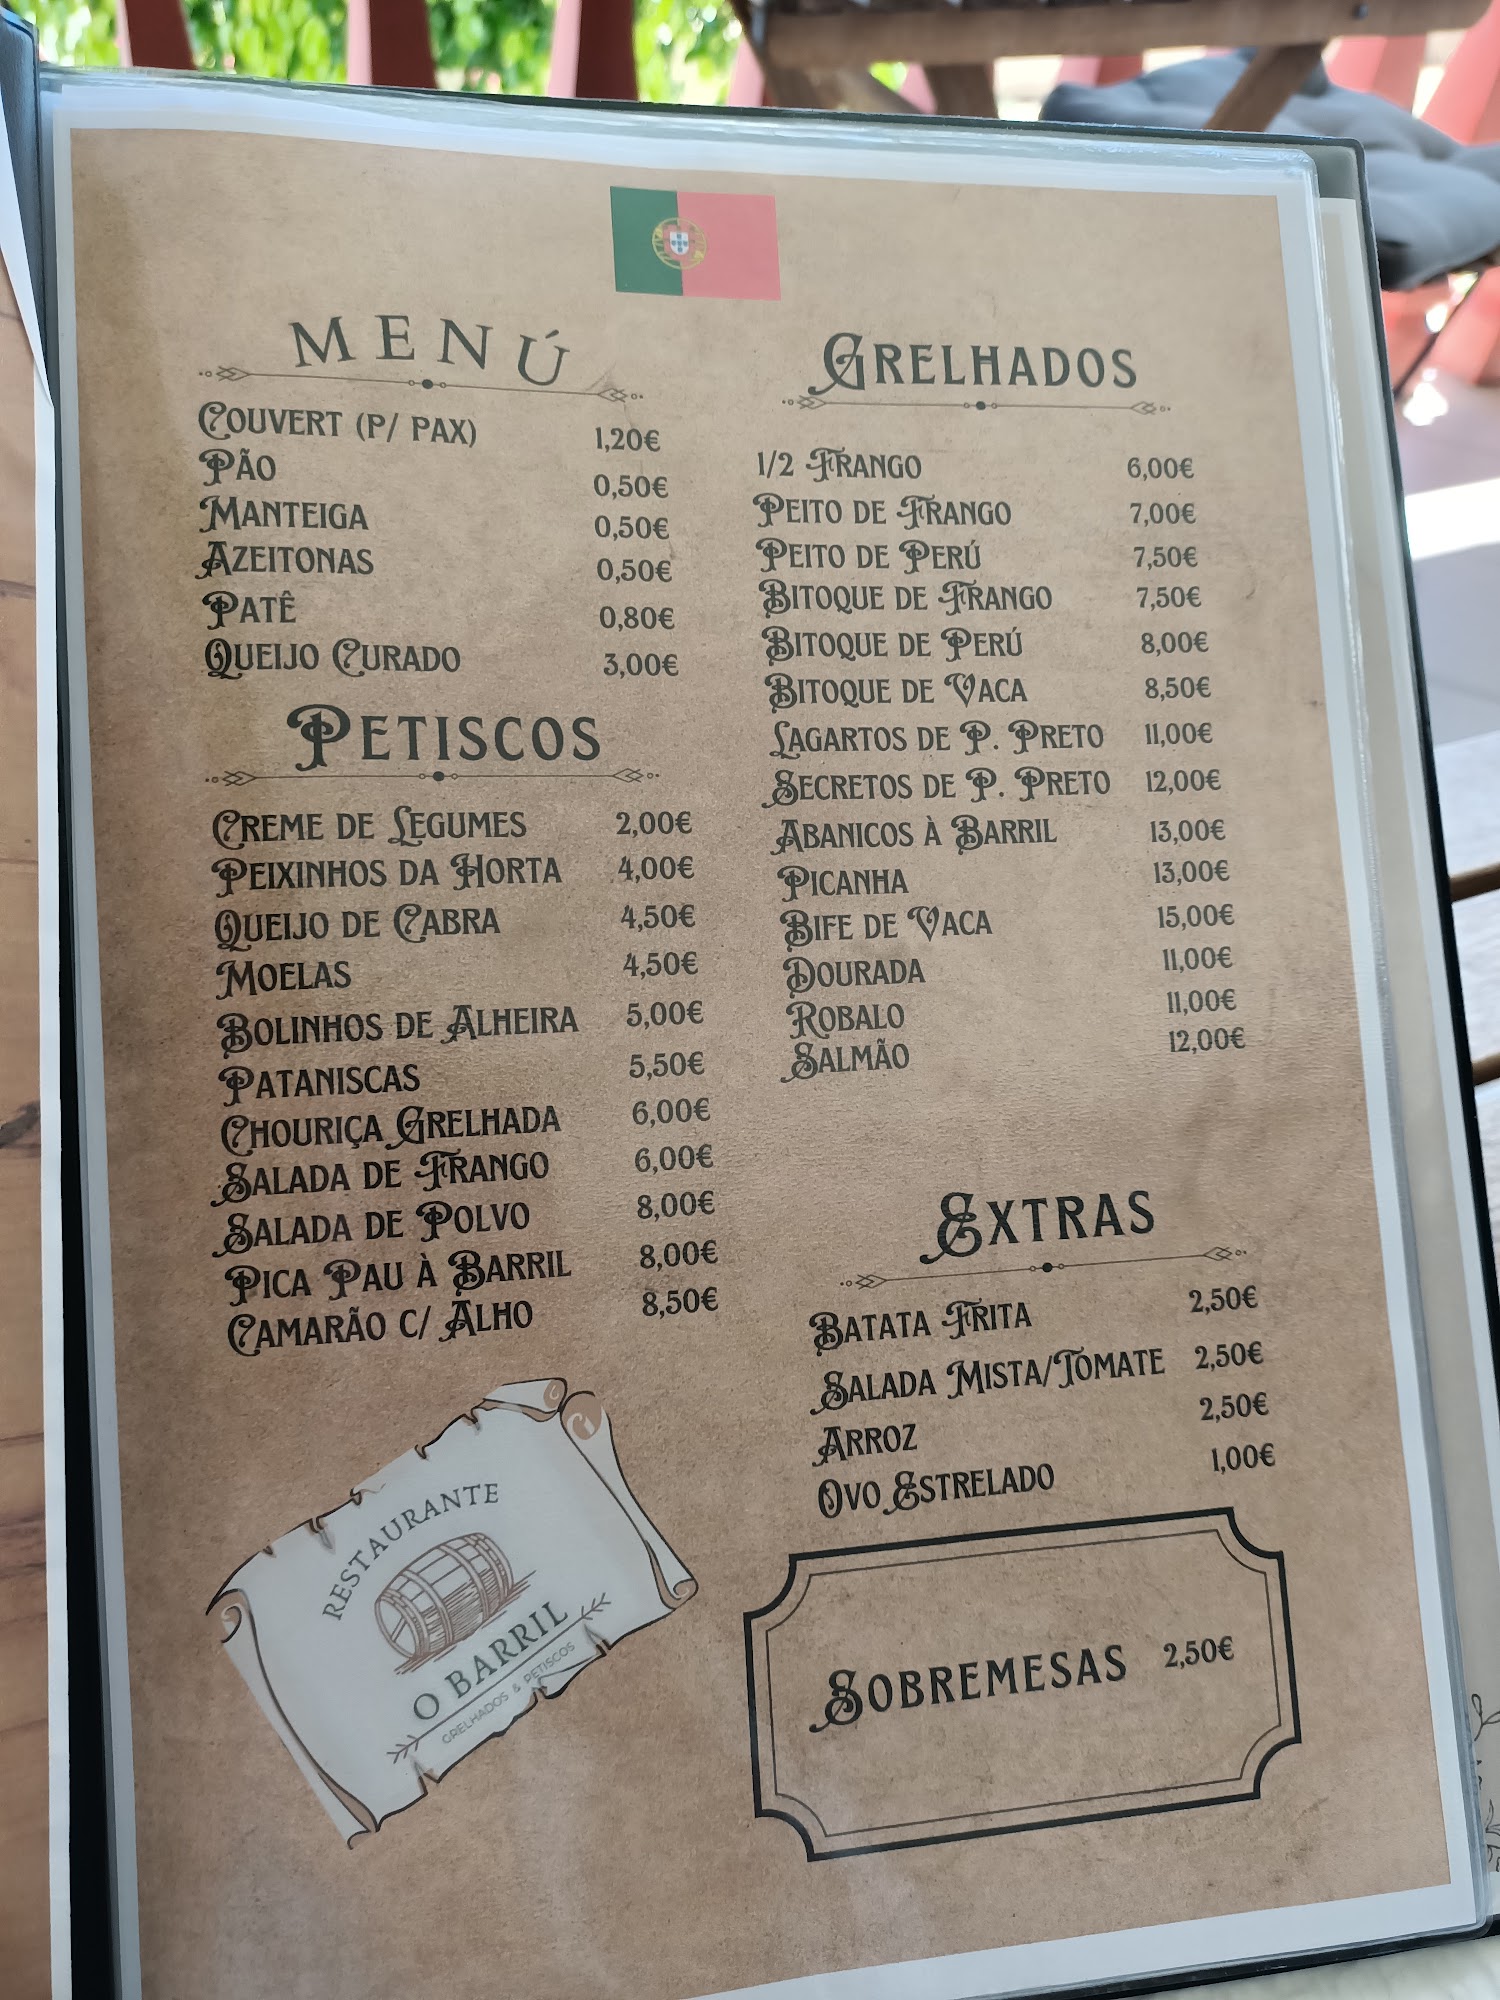 MENÚ
COUVERT (P/ PAX) 1,20€
PÃO 0,50€
MANTEIGA 0,50€
AZEITONAS 0,50€
PATÊ 0,80€
QUEIJO CURADO 3,00€
PETISCOS
CREME DE LEGUMES 2,00€
PEIXINHOS DA HORTA 4,00€
QUEIJO DE CABRA 4,50€
MOELAS 4,50€
BOLINHOS DE ALHEIRA 5,00€
PATANISCAS 5,50€
CHOURIÇA GRELHADA 6,00€
SALADA DE FRANGO 6,00€
SALADA DE POLVO 8,00€
PICA PAU À BARRIL 8,00€
CAMARÃO C/ ALHO 8,50€
RESTAURANTE
O BARRIL
GRELHADOS & PETISCOS
GRELHADOS
1/2 FRANGO 6,00€
PEITO DE FRANGO 7,00€
PEITO DE PERÚ 7,50€
BITOQUE DE FRANGO 7,50€
BITOQUE DE PERÚ 8,00€
BITOQUE DE VACA 8,50€
LAGARTOS DE P. PRETO 11,00€
SECRETOS DE P. PRETO 12,00€
ABANICOS À BARRIL 13,00€
PICANHA 13,00€
BIFE DE VACA 15,00€
DOURADA 11,00€
ROBALO 11,00€
SALMÃO 12,00€
EXTRAS
BATATA FRITA 2,50€
SALADA MISTA/TOMATE 2,50€
ARROZ 2,50€
OVO ESTRELADO 1,00€
SOBREMESAS 2,50€